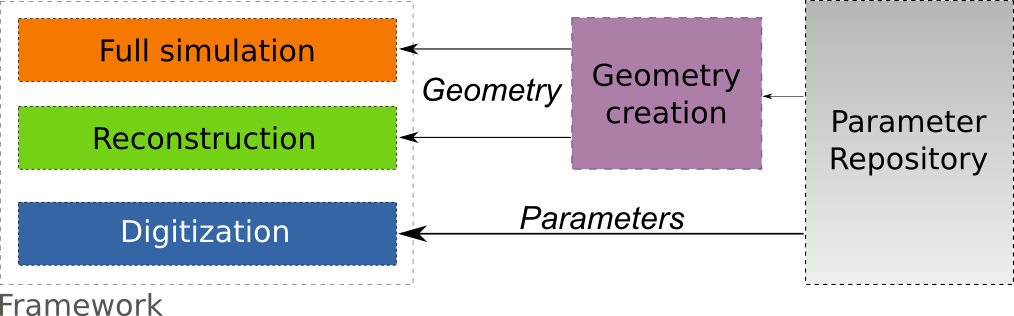 Full simulation
Geometry
Geometry
creation
Reconstruction
Parameter
Repository
Digitization
Parameters
Framework